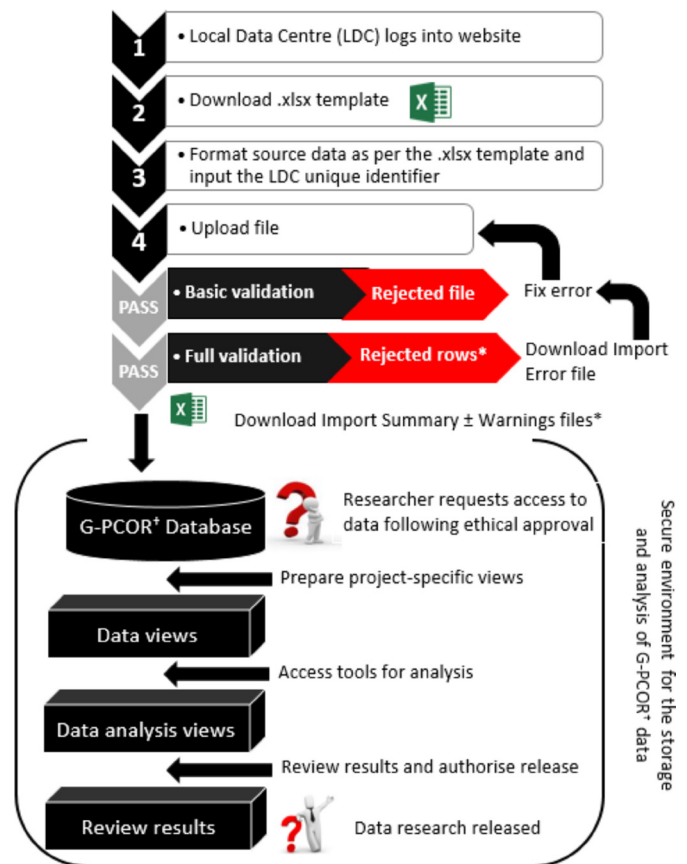 1
• Local Data Centre (LDC) logs into website
2
• Download .xlsx template
X
3
• Format source data as per the .xlsx template and
input the LDC unique identifier
4
• Upload file
PASS
• Basic validation
Rejected file
Fix error
PASS
• Full validation
Rejected rows*
Download Import
Error file
X
Download Import Summary ± Warnings files*
G-PCOR† Database
?
Researcher requests access to
data following ethical approval
Prepare project-specific views
Data views
Access tools for analysis
Data analysis views
Review results and authorise release
Review results
?
Data research released
Secure environment for the storage
and analysis of G-PCOR† data